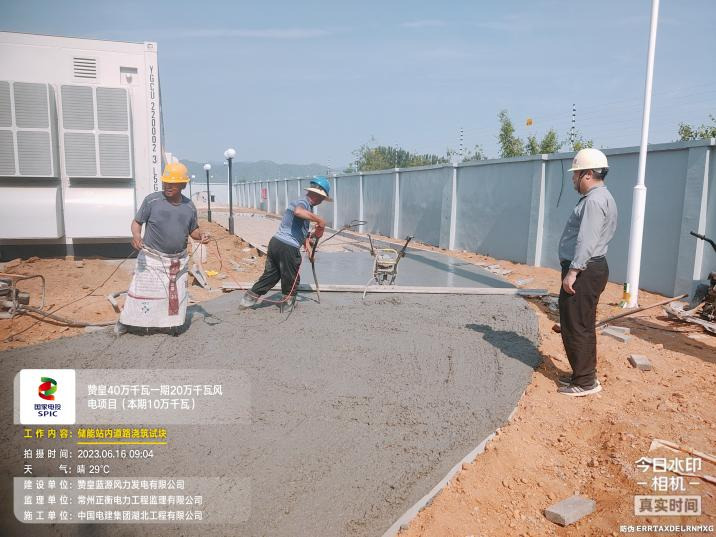 YGCU 220002 3
国家电投
SPIC
赞皇40万千瓦一期20万千瓦风
电项目（本期10万千瓦）
工作内容：储能站内道路浇筑试块
拍摄时间：2023.06.16 09:04
天 气：晴 29℃
建设单位：赞皇蓝源风力发电有限公司
监理单位：常州正衡电力工程监理有限公司
施工单位：中国电建集团湖北工程有限公司
今日水印
相机
真实时间
防伪 ERRTAXDELRNMXG